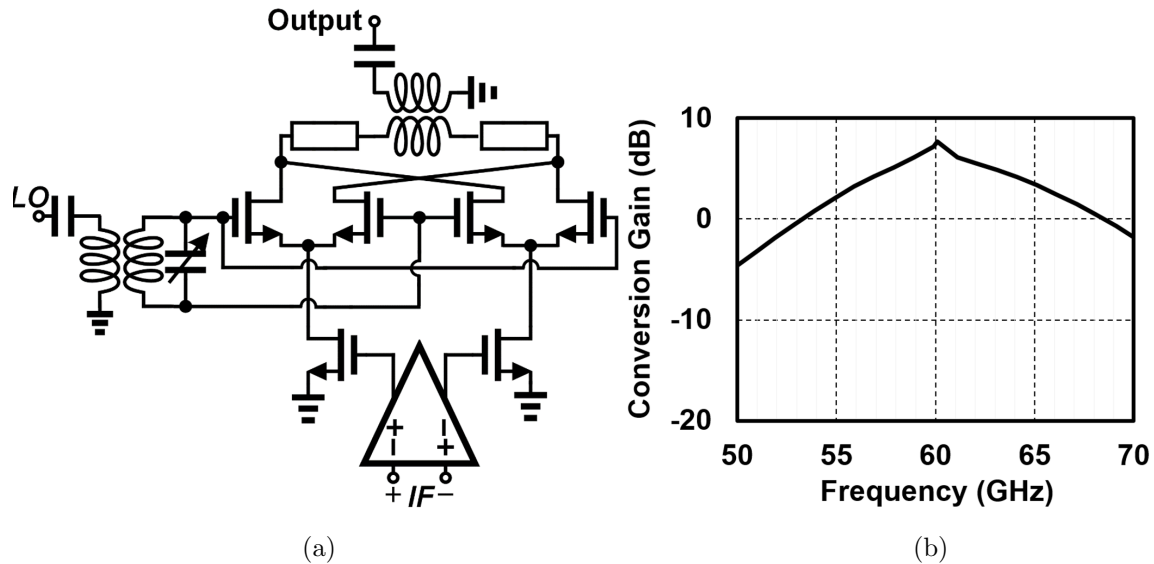 Output
LO
+
−
−
+
+ IF −
(a)
Conversion Gain (dB)
10
0
-10
-20
50 55 60 65 70
Frequency (GHz)
(b)